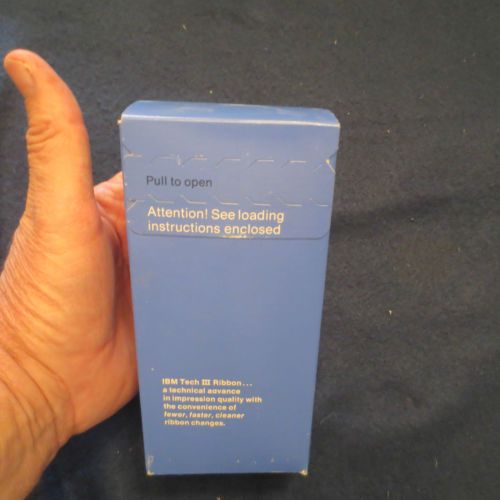 Pull to open
Attention! See loading
instructions enclosed
IBM Tech III Ribbon...
a technical advance
in impression quality with
the convenience of
fewer, faster, cleaner
ribbon changes.